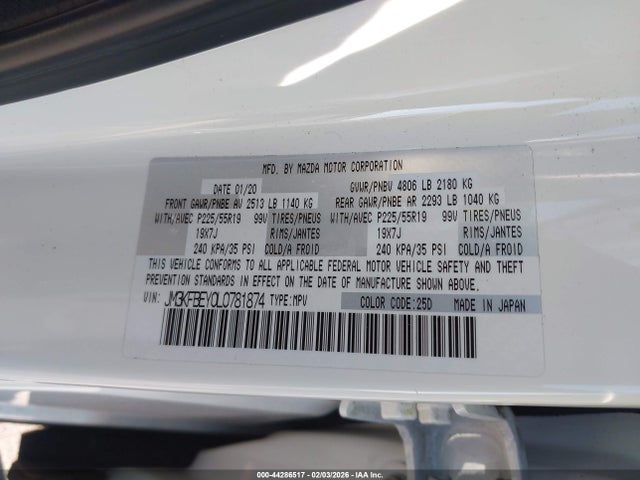 MFD. BY MAZDA MOTOR CORPORATION
DATE 01/20 GVWR/PNBV 4806 LB 2180 KG
FRONT GAWR/PNBE AV 2513 LB 1140 KG REAR GAWR/PNBE AR 2293 LB 1040 KG
WITH/AVEC P225/55R19 99V TIRES/PNEUS WITH/AVEC P225/55R19 99V TIRES/PNEUS
19X7J RIMS/JANTES 19X7J RIMS/JANTES
240 KPA/35 PSI COLD/A FROID 240 KPA/35 PSI COLD/A FROID
THIS VEHICLE CONFORMS TO ALL APPLICABLE FEDERAL MOTOR VEHICLE SAFETY AND THEFT
PREVENTION STANDARDS IN EFFECT ON THE DATE OF MANUFACTURE SHOWN ABOVE.
VIN: JM3KFBEY0L0781874 TYPE:MPV COLOR CODE:25D MADE IN JAPAN
000-44286517 - 02/03/2026 - IAA Inc.